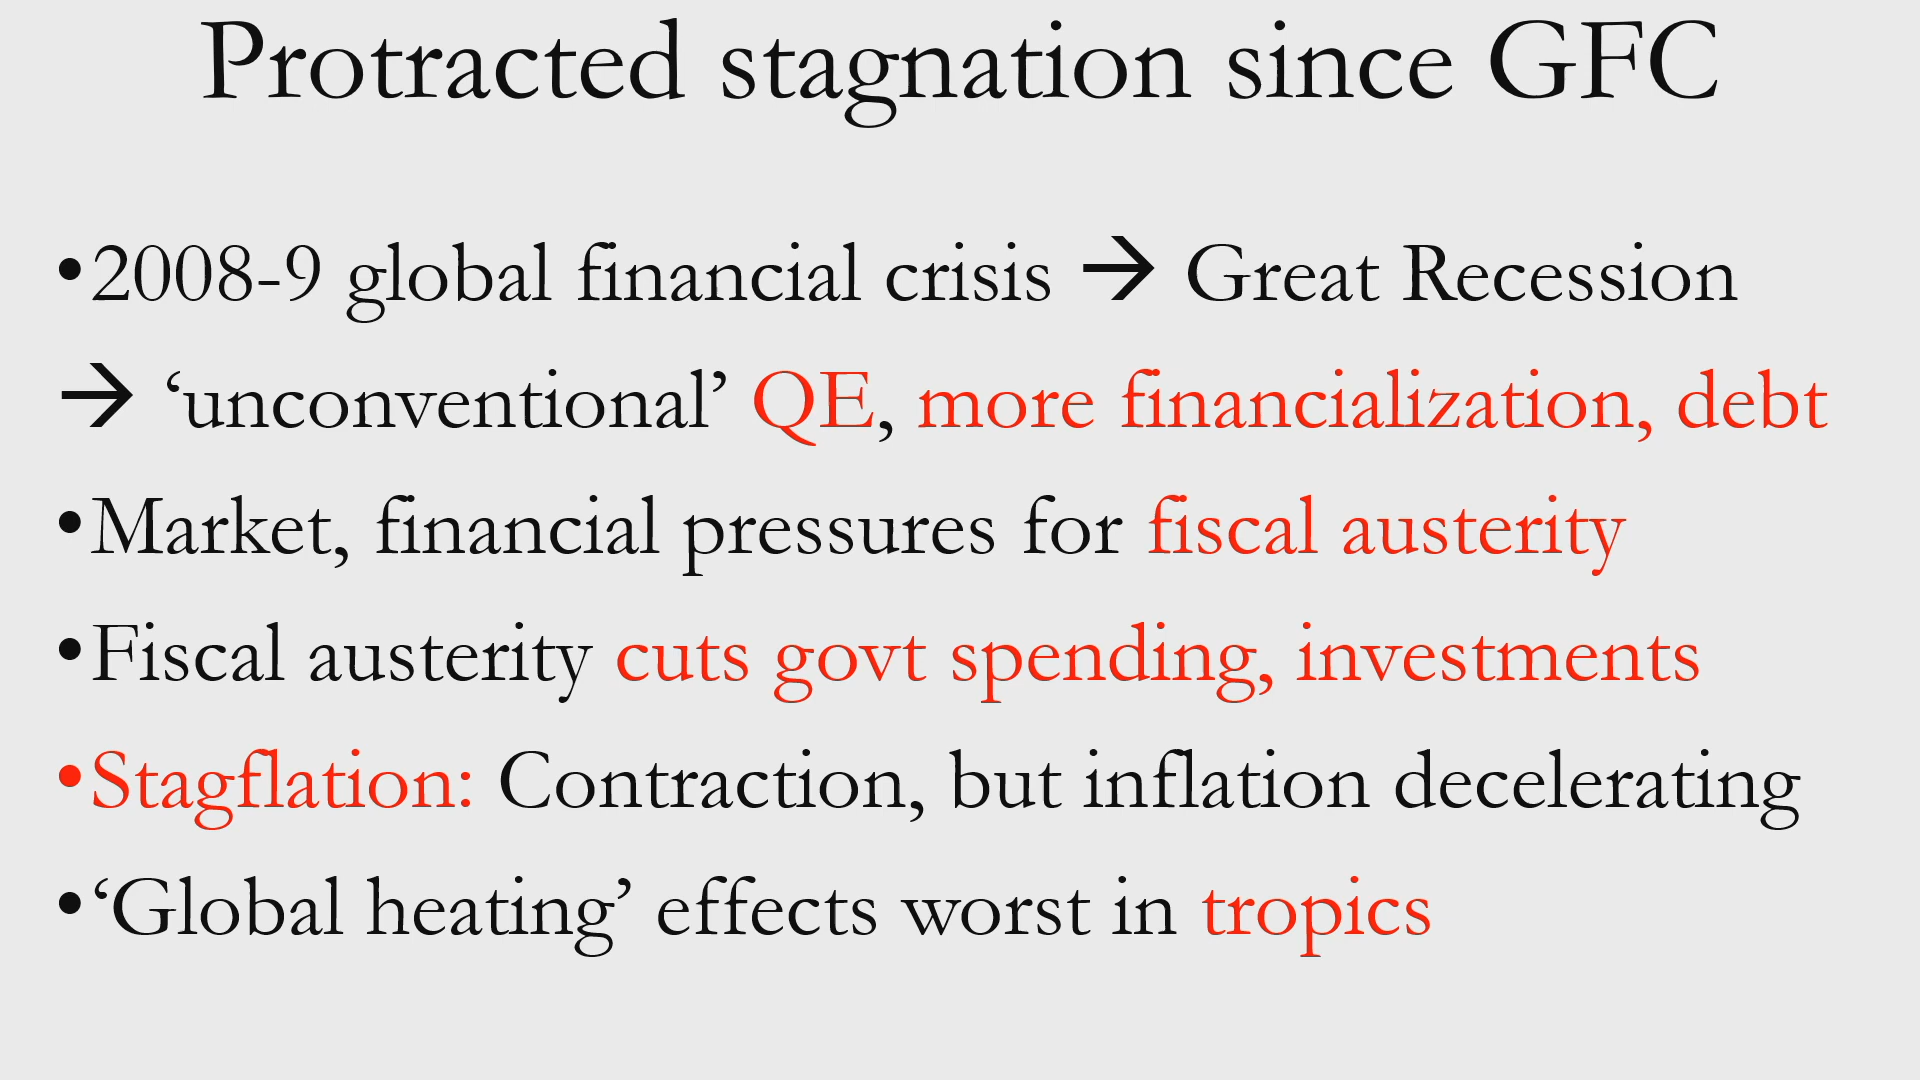 Protracted stagnation since GFC
•2008-9 global financial crisis → Great Recession
→ ‘unconventional’ QE, more financialization, debt
•Market, financial pressures for fiscal austerity
•Fiscal austerity cuts govt spending, investments
•Stagflation: Contraction, but inflation decelerating
•‘Global heating’ effects worst in tropics